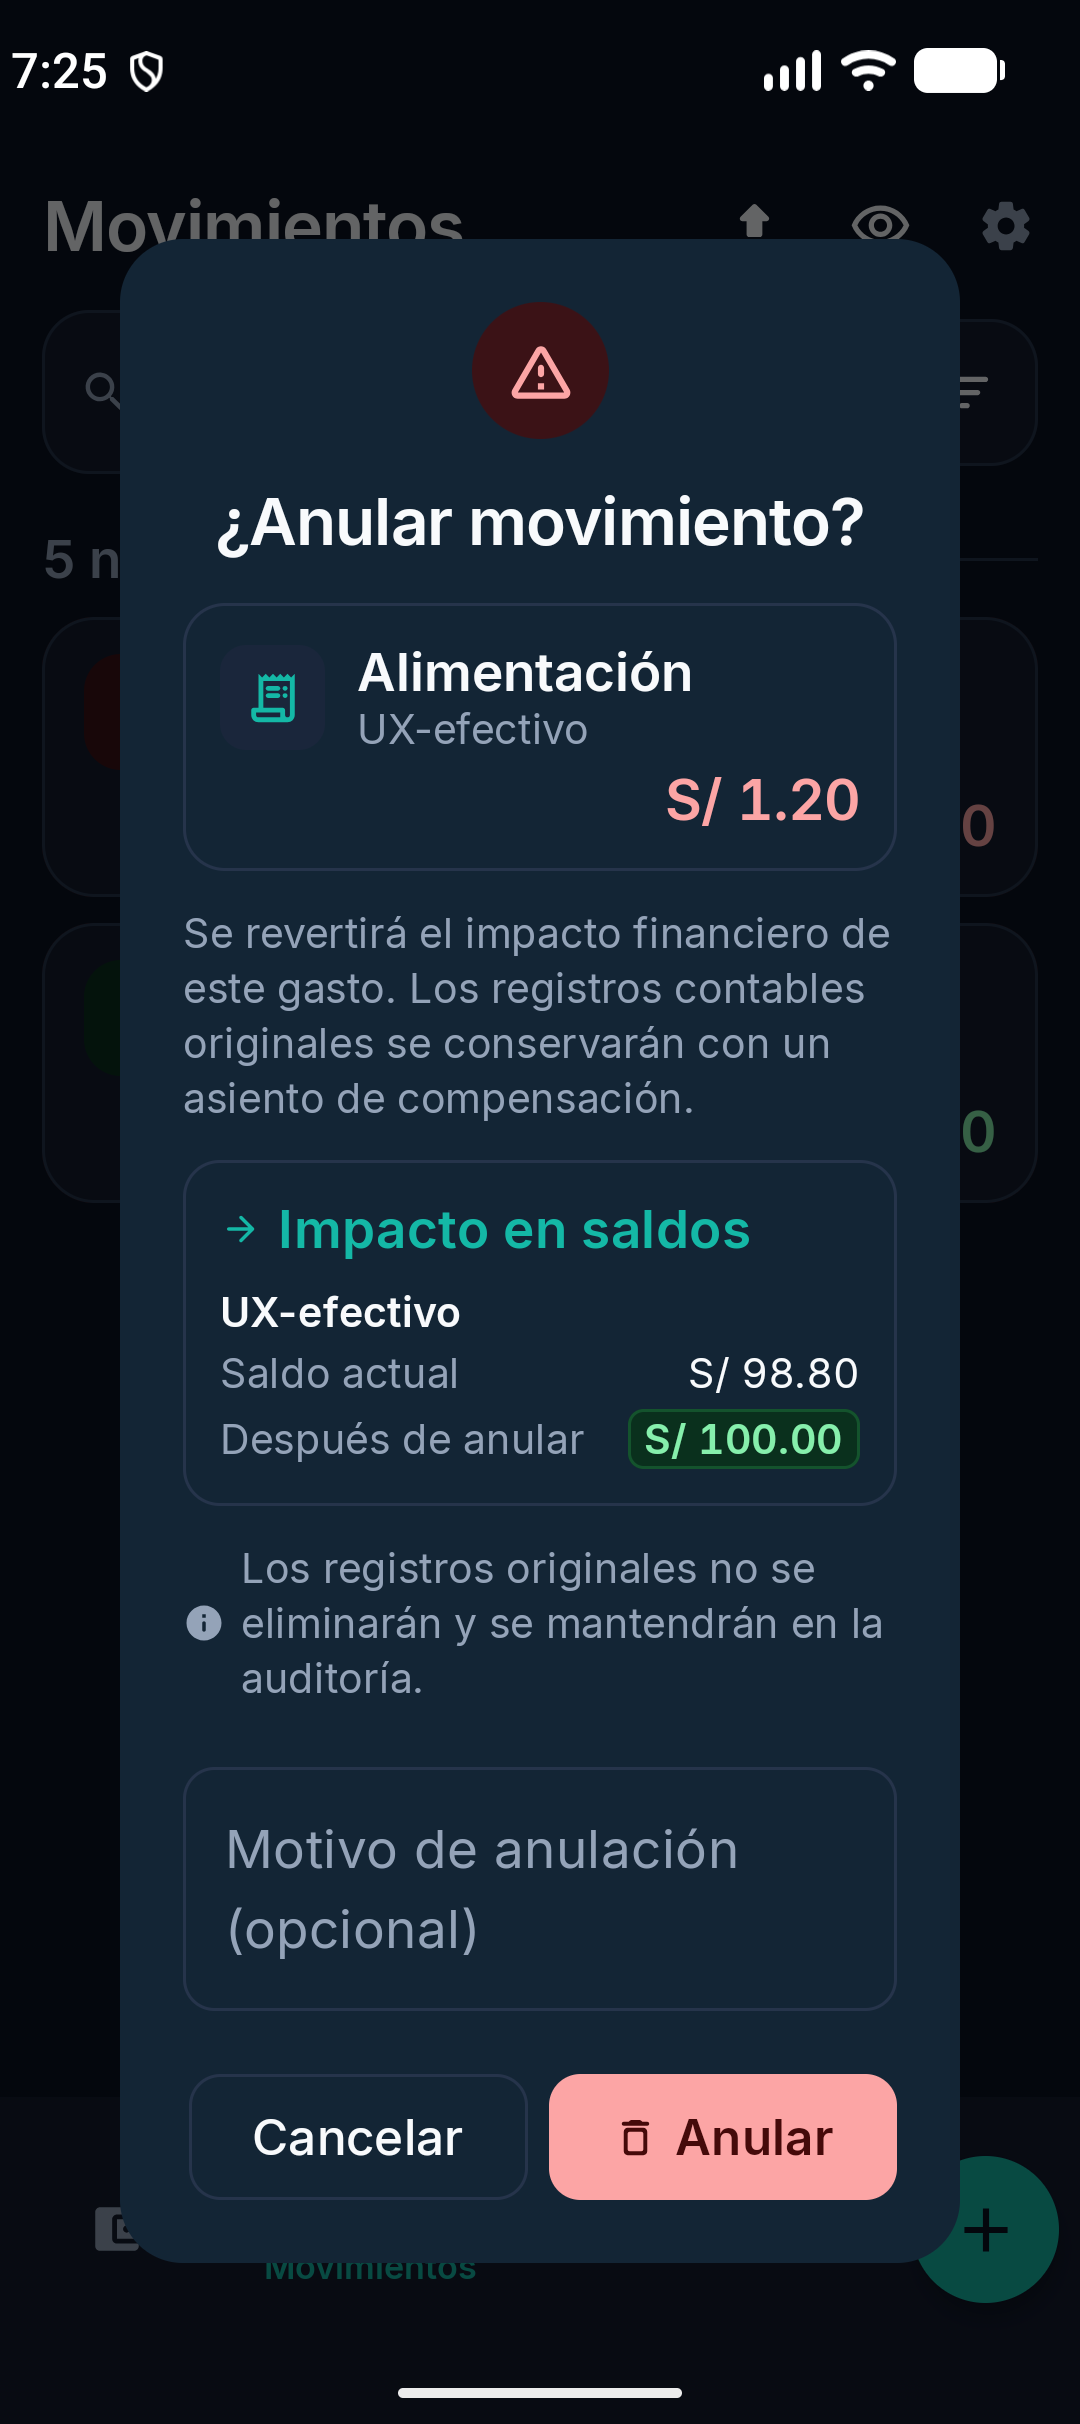 7:25
Movimientos
¿Anular movimiento?
5 n
Alimentación
UX-efectivo
S/ 1.20
0
Se revertirá el impacto financiero de
este gasto. Los registros contables
originales se conservarán con un
asiento de compensación.
0
Impacto en saldos
UX-efectivo
Saldo actual S/ 98.80
Después de anular S/ 100.00
Los registros originales no se
eliminarán y se mantendrán en la
auditoría.
Motivo de anulación
(opcional)
Cancelar Anular
Movimientos